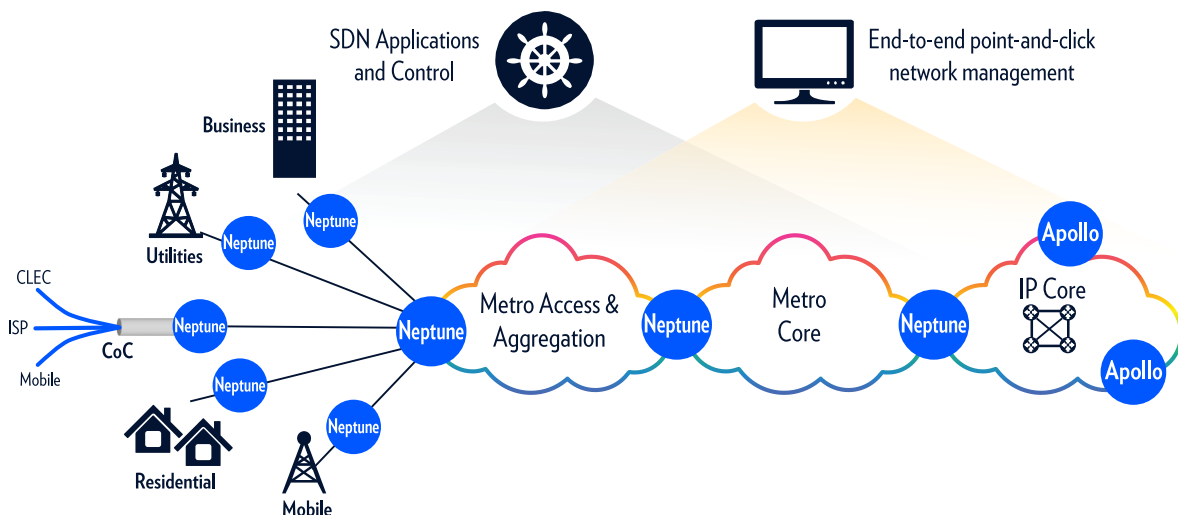 SDN Applications
and Control
End-to-end point-and-click
network management
Business
Neptune
Utilities
Neptune
Apollo
CLEC
ISP
Mobile
CoC
Neptune
Neptune
Metro Access &
Aggregation
Neptune
Metro
Core
Neptune
IP Core
Apollo
Neptune
Residential
Neptune
Mobile